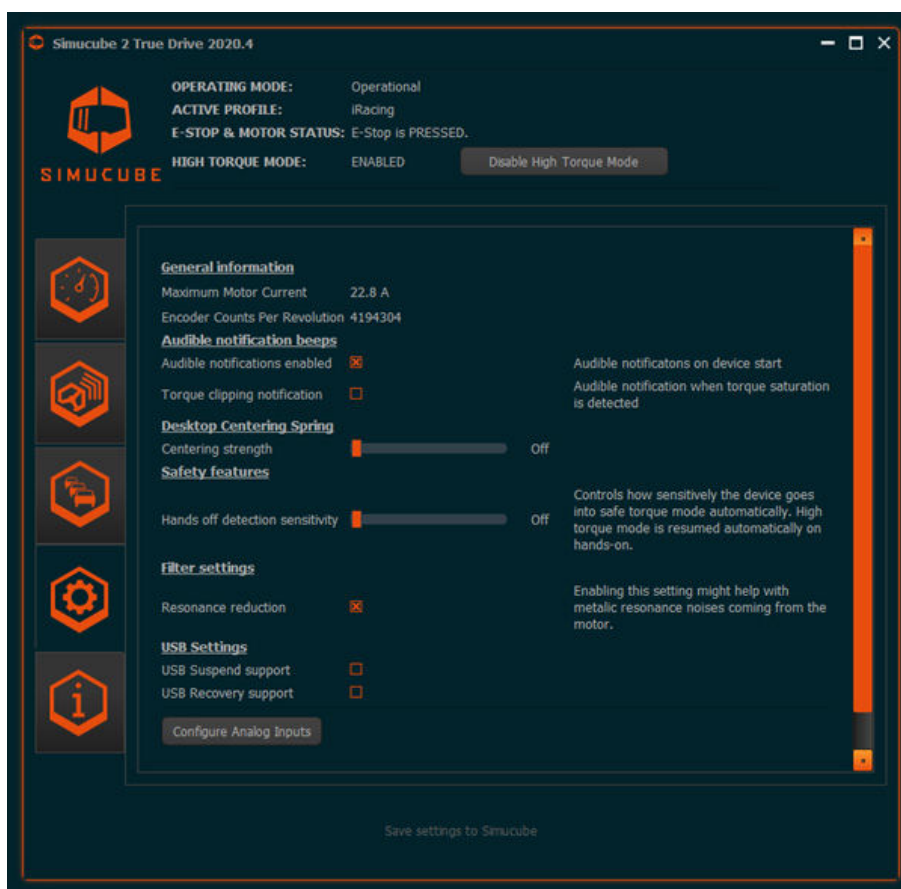 Simucube 2 True Drive 2020.4
SIMUCUBE
OPERATING MODE: Operational
ACTIVE PROFILE: iRacing
E-STOP & MOTOR STATUS: E-Stop is PRESSED.
HIGH TORQUE MODE: ENABLED Disable High Torque Mode
General information
Maximum Motor Current 22.8 A
Encoder Counts Per Revolution 4194304
Audible notification beeps
Audible notifications enabled Audible notificatons on device start
Torque clipping notification Audible notification when torque saturation
is detected
Desktop Centering Spring
Centering strength Off
Safety features
Hands off detection sensitivity Off Controls how sensitively the device goes
into safe torque mode automatically. High
torque mode is resumed automatically on
hands-on.
Filter settings
Resonance reduction Enabling this setting might help with
metalic resonance noises coming from the
motor.
USB Settings
USB Suspend support
USB Recovery support
Configure Analog Inputs
Save settings to Simucube